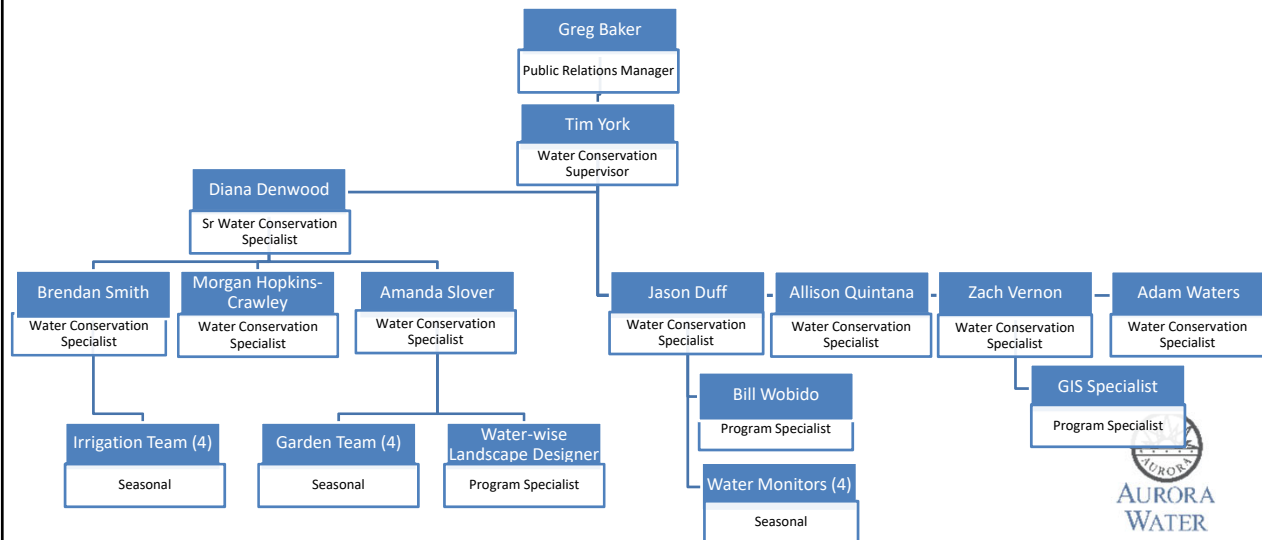 Greg Baker
Public Relations Manager
Tim York
Water Conservation
Supervisor
Diana Denwood
Sr Water Conservation
Specialist
Brendan Smith
Water Conservation
Specialist
Morgan Hopkins-
Crawley
Water Conservation
Specialist
Amanda Slover
Water Conservation
Specialist
Jason Duff
Water Conservation
Specialist
Allison Quintana
Water Conservation
Specialist
Zach Vernon
Water Conservation
Specialist
Adam Waters
Water Conservation
Specialist
Irrigation Team (4)
Seasonal
Garden Team (4)
Seasonal
Water-wise
Landscape Designer
Program Specialist
Bill Wobido
Program Specialist
Water Monitors (4)
Seasonal
GIS Specialist
Program Specialist
AURORA
AURORA
WATER